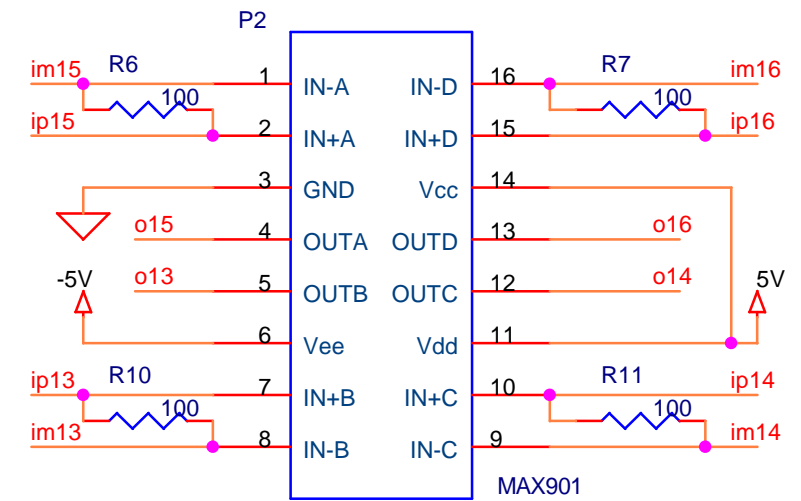 P2
im15 R6 1 IN-A IN-D 16 R7 im16
100 100
ip15 2 IN+A IN+D 15 ip16
3 GND Vcc 14
o15 4 OUTA OUTD 13 o16
-5V o13 5 OUTB OUTC 12 o14 5V
6 Vee Vdd 11
ip13 R10 7 IN+B IN+C 10 R11 ip14
100 100
im13 8 IN-B IN-C 9 im14
MAX901